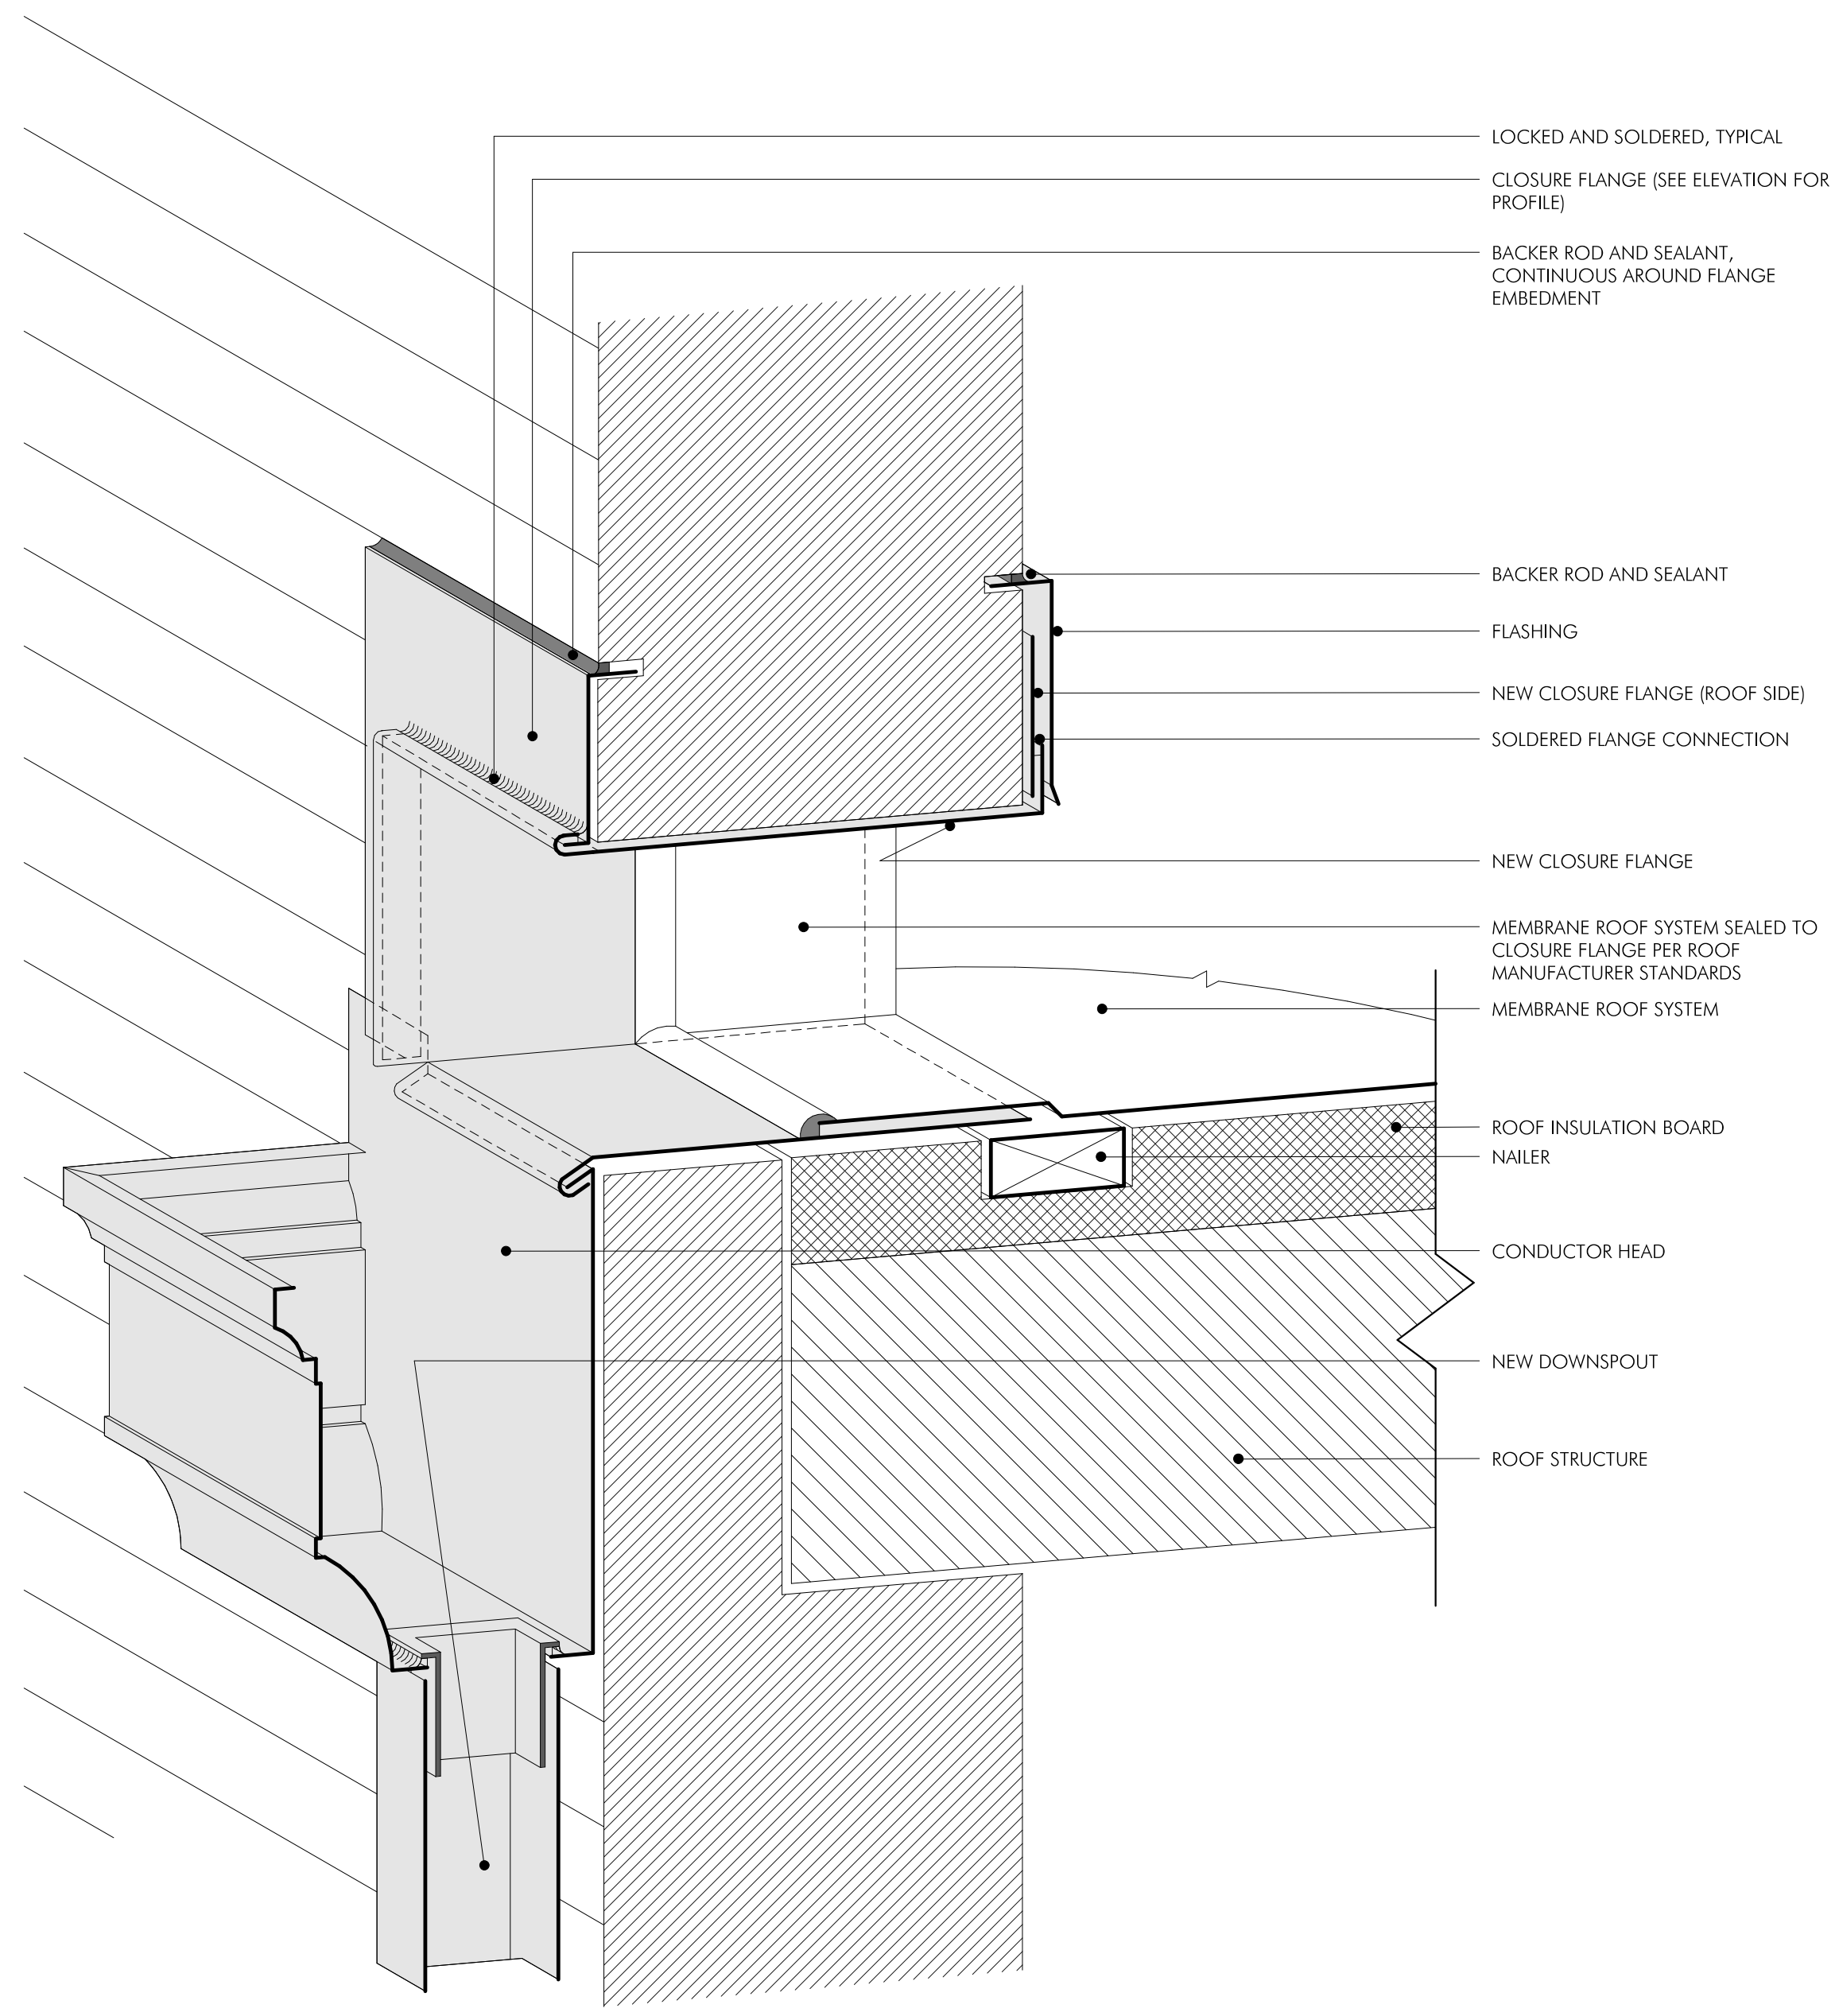 LOCKED AND SOLDERED, TYPICAL
CLOSURE FLANGE (SEE ELEVATION FOR
PROFILE)
BACKER ROD AND SEALANT,
CONTINUOUS AROUND FLANGE
EMBEDMENT
BACKER ROD AND SEALANT
FLASHING
NEW CLOSURE FLANGE (ROOF SIDE)
SOLDERED FLANGE CONNECTION
NEW CLOSURE FLANGE
MEMBRANE ROOF SYSTEM SEALED TO
CLOSURE FLANGE PER ROOF
MANUFACTURER STANDARDS
MEMBRANE ROOF SYSTEM
ROOF INSULATION BOARD
NAILER
CONDUCTOR HEAD
NEW DOWNSPOUT
ROOF STRUCTURE